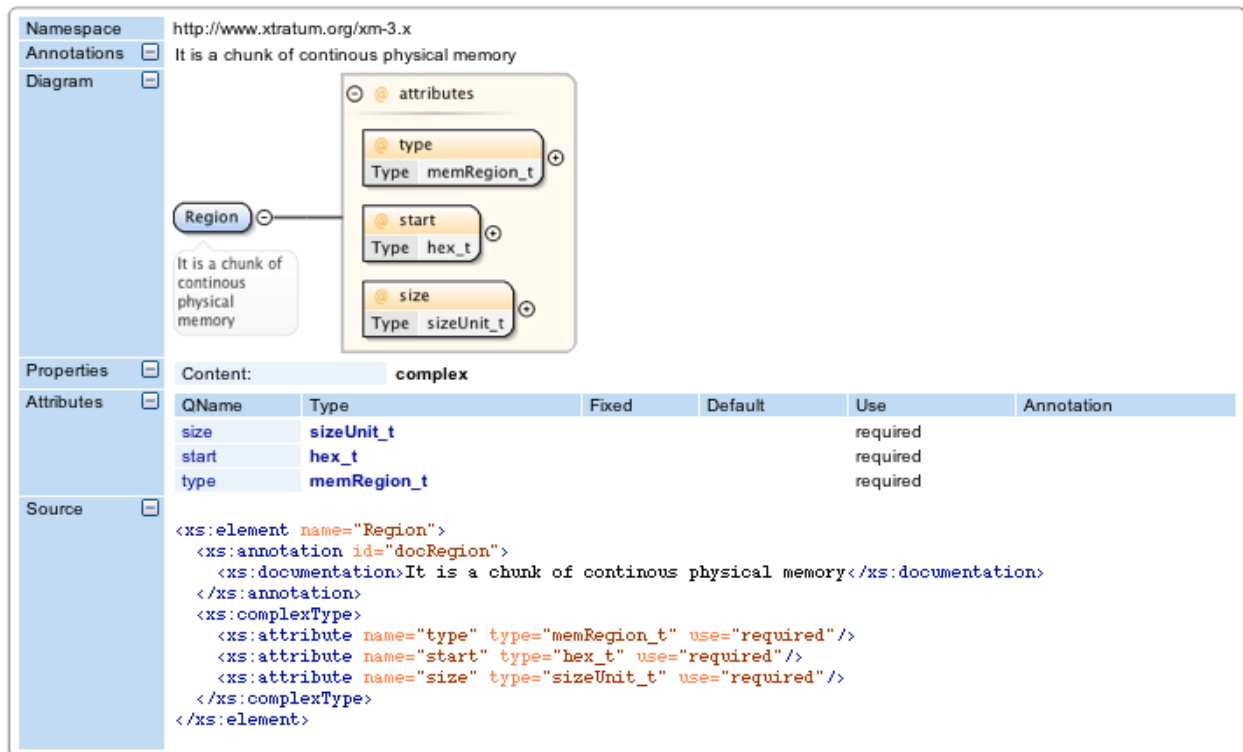 Namespace http://www.xtratum.org/xm-3.x
Annotations It is a chunk of continous physical memory
Diagram
@ attributes
@ type
Type memRegion_t
Region
@ start
Type hex_t
It is a chunk of
continous
physical
memory
@ size
Type sizeUnit_t
Properties Content: complex
Attributes QName Type Fixed Default Use Annotation
size sizeUnit_t required
start hex_t required
type memRegion_t required
Source
<xs:element name="Region">
<xs:annotation id="docRegion">
<xs:documentation>It is a chunk of continous physical memory</xs:documentation>
</xs:annotation>
<xs:complexType>
<xs:attribute name="type" type="memRegion_t" use="required"/>
<xs:attribute name="start" type="hex_t" use="required"/>
<xs:attribute name="size" type="sizeUnit_t" use="required"/>
</xs:complexType>
</xs:element>